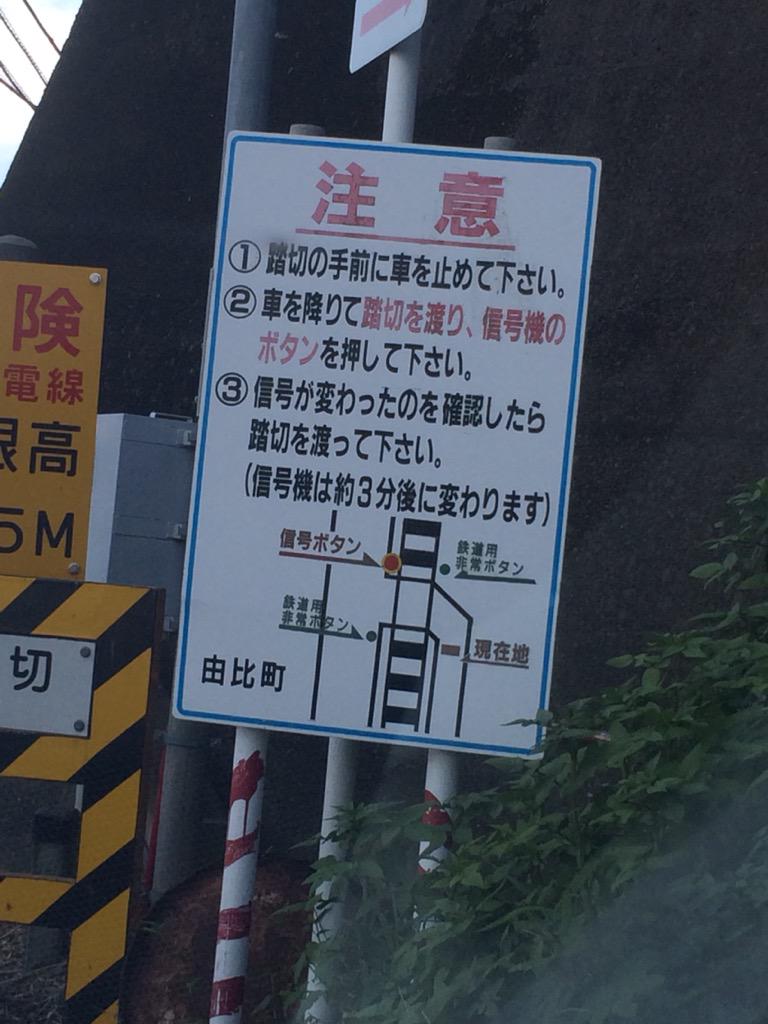 注 意
① 踏切の手前に車を止めて下さい。
② 車を降りて踏切を渡り、信号機の
ボタンを押して下さい。
③ 信号が変わったのを確認したら
踏切を渡って下さい。
(信号機は約3分後に変わります)
信号ボタン
鉄道用
非常ボタン
鉄道用
非常ボタン
現在地
由比町
険
電線
限高
5M
切